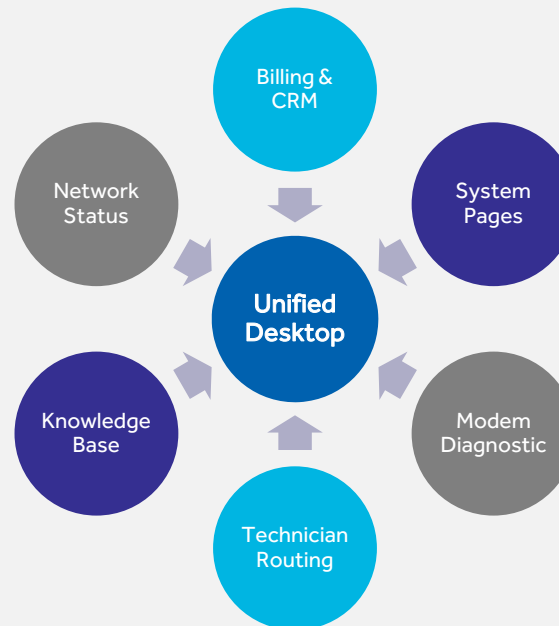 Billing &
CRM
Network
Status
System
Pages
Unified
Desktop
Knowledge
Base
Modem
Diagnostic
Technician
Routing